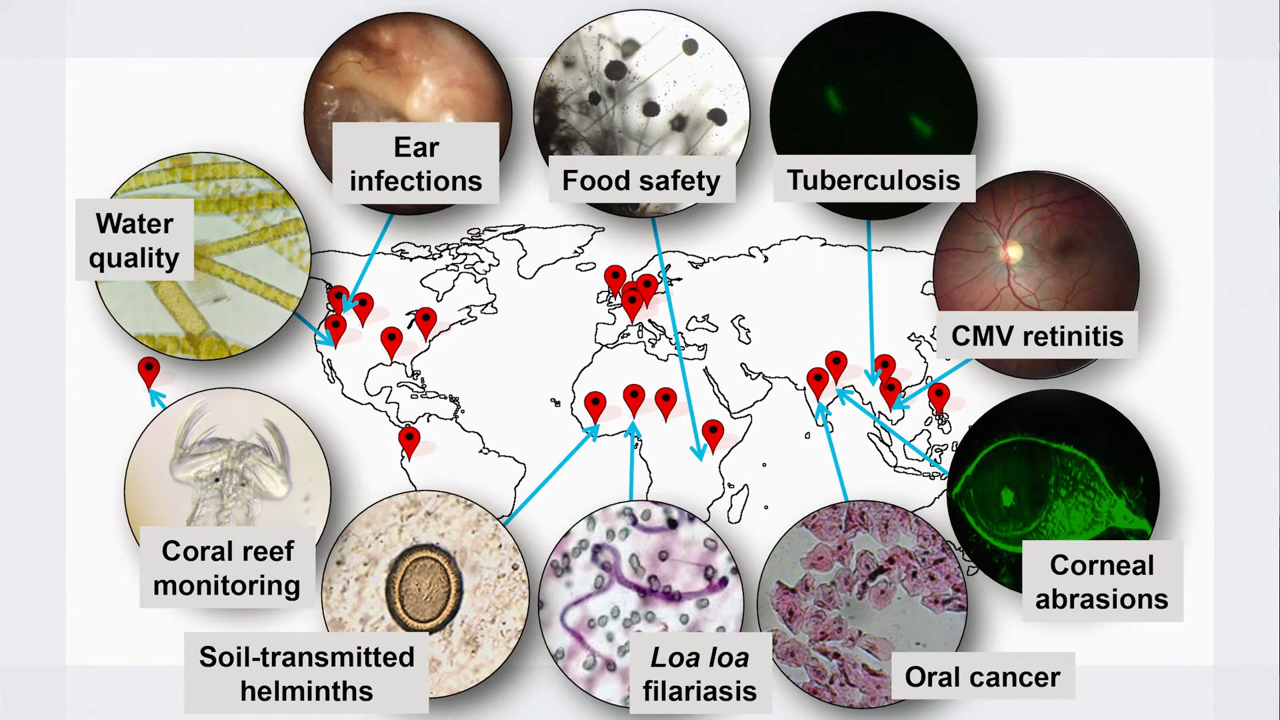 Ear
infections
Food safety
Tuberculosis
Water
quality
CMV retinitis
Coral reef
monitoring
Corneal
abrasions
Soil-transmitted
helminths
Loa loa
filariasis
Oral cancer